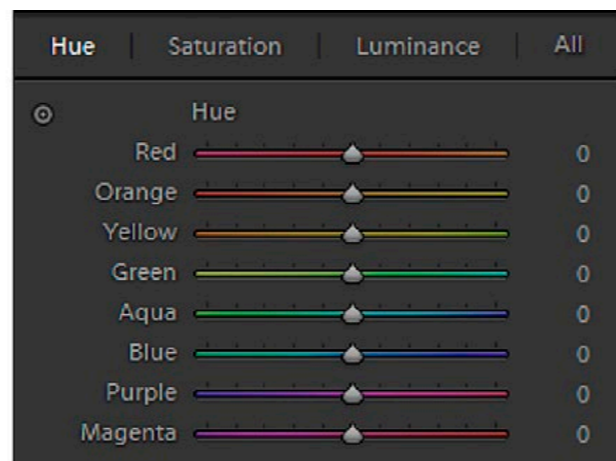 Hue | Saturation | Luminance | All
Hue
Red 0
Orange 0
Yellow 0
Green 0
Aqua 0
Blue 0
Purple 0
Magenta 0